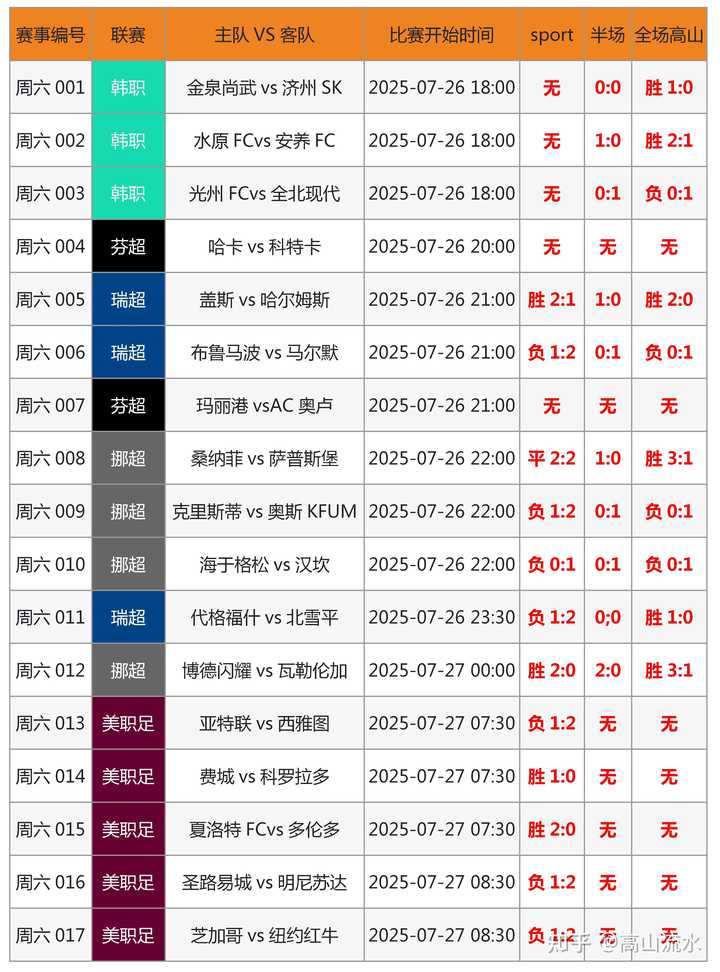 赛事编号 联赛 主队 VS 客队 比赛开始时间 sport 半场 全场高山
周六 001 韩职 金泉尚武 vs 济州 SK 2025-07-26 18:00 无 0:0 胜 1:0
周六 002 韩职 水原 FCvs 安养 FC 2025-07-26 18:00 无 1:0 胜 2:1
周六 003 韩职 光州 FCvs 全北现代 2025-07-26 18:00 无 0:1 负 0:1
周六 004 芬超 哈卡 vs 科特卡 2025-07-26 20:00 无 无 无
周六 005 瑞超 盖斯 vs 哈尔姆斯 2025-07-26 21:00 胜 2:1 1:0 胜 2:0
周六 006 瑞超 布鲁马波 vs 马尔默 2025-07-26 21:00 负 1:2 0:1 负 0:1
周六 007 芬超 玛丽港 vsAC 奥卢 2025-07-26 21:00 无 无 无
周六 008 挪超 桑纳菲 vs 萨普斯堡 2025-07-26 22:00 平 2:2 1:0 胜 3:1
周六 009 挪超 克里斯蒂 vs 奥斯 KFUM 2025-07-26 22:00 负 1:2 0:1 负 0:1
周六 010 挪超 海于格松 vs 汉坎 2025-07-26 22:00 负 0:1 0:1 负 0:1
周六 011 瑞超 代格福什 vs 北雪平 2025-07-26 23:30 负 1:2 0;0 胜 1:0
周六 012 挪超 博德闪耀 vs 瓦勒伦加 2025-07-27 00:00 胜 2:0 2:0 胜 3:1
周六 013 美职足 亚特联 vs 西雅图 2025-07-27 07:30 负 1:2 无 无
周六 014 美职足 费城 vs 科罗拉多 2025-07-27 07:30 胜 1:0 无 无
周六 015 美职足 夏洛特 FCvs 多伦多 2025-07-27 07:30 胜 2:0 无 无
周六 016 美职足 圣路易城 vs 明尼苏达 2025-07-27 08:30 负 1:2 无 无
周六 017 美职足 芝加哥 vs 纽约红牛 2025-07-27 08:30 负 1:2 无 无
知乎 @高山流水